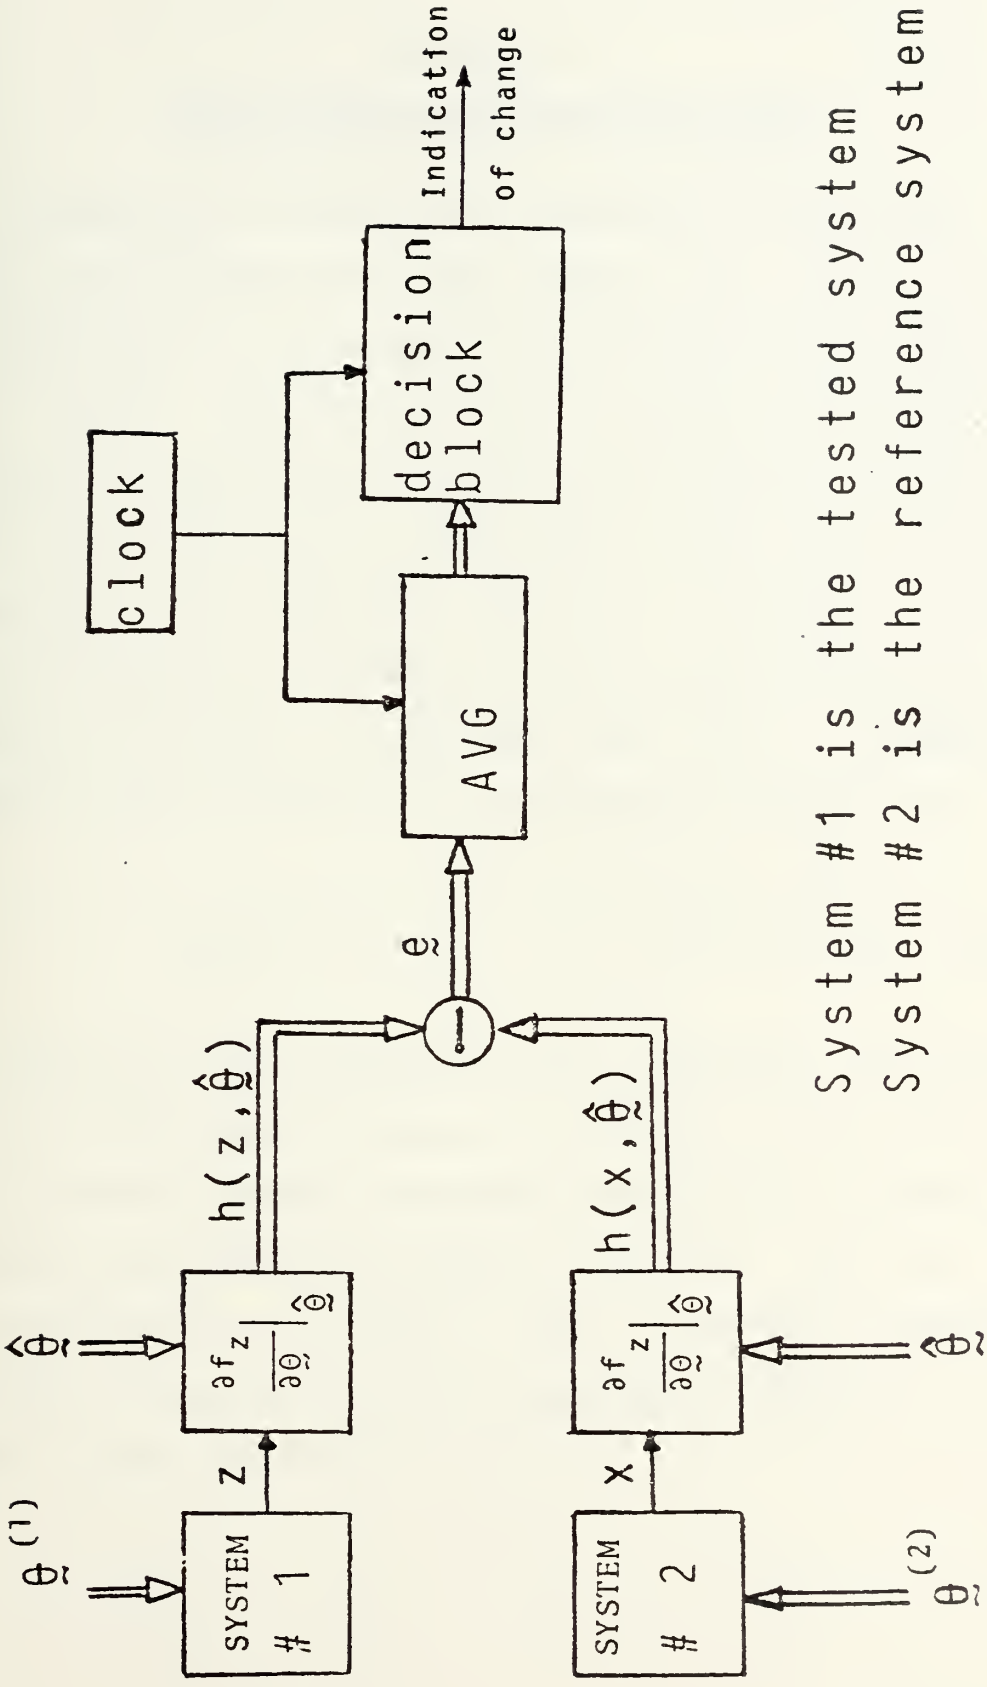 θ̰^(1)
θ̰̂
SYSTEM
# 1
z
∂f_z/∂θ̰ |θ̰̂
h(z,θ̰̂)
clock
ḛ
AVG
decision
block
Indication
of change
SYSTEM
# 2
x
∂f_z/∂θ̰ |θ̰̂
h(x,θ̰̂)
θ̰^(2)
θ̰̂
System #1 is the tested system
System #2 is the reference system